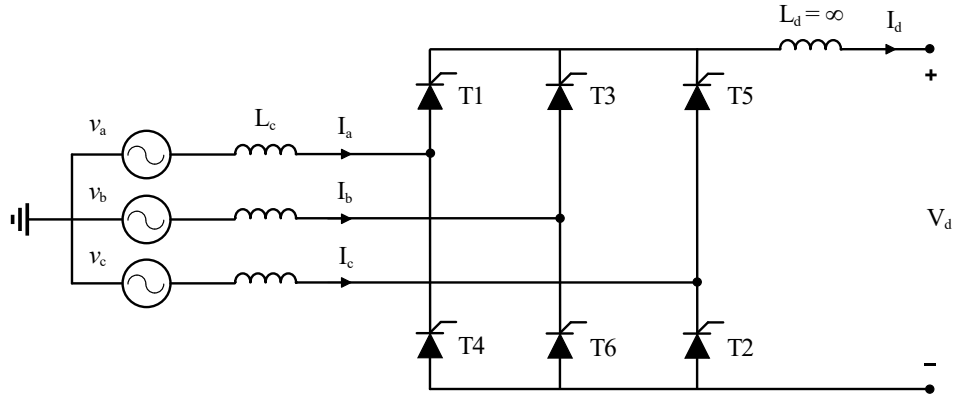 L_d = ∞
I_d
+
T1
T3
T5
v_a
L_c
I_a
v_b
I_b
V_d
v_c
I_c
T4
T6
T2
−